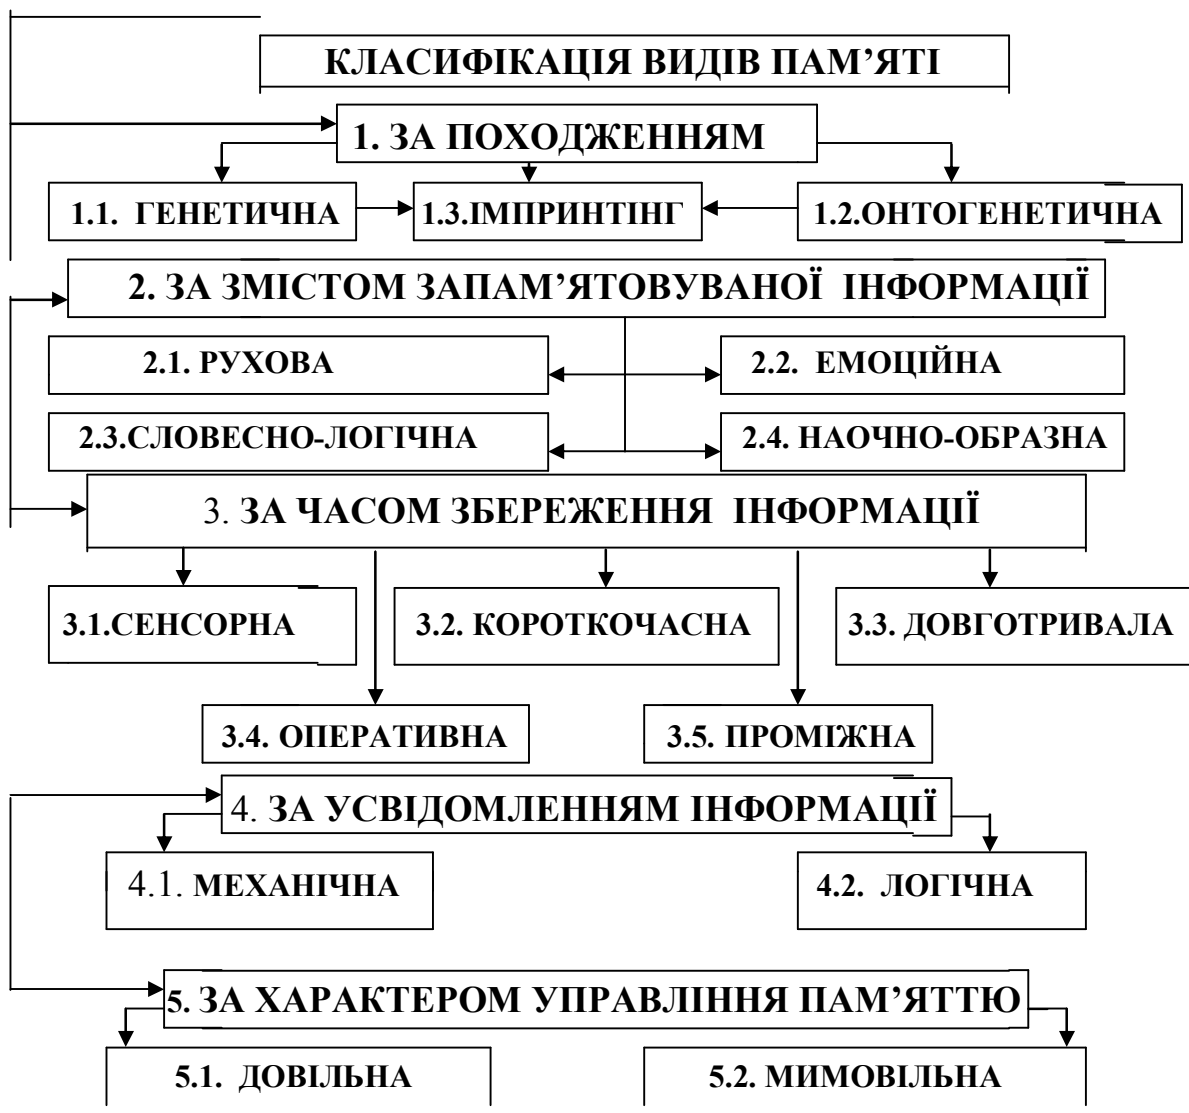 КЛАСИФІКАЦІЯ ВИДІВ ПАМ’ЯТІ
1. ЗА ПОХОДЖЕННЯМ
1.1. ГЕНЕТИЧНА
1.3.ІМПРИНТІНГ
1.2.ОНТОГЕНЕТИЧНА
2. ЗА ЗМІСТОМ ЗАПАМ’ЯТОВУВАНОЇ ІНФОРМАЦІЇ
2.1. РУХОВА
2.2. ЕМОЦІЙНА
2.3.СЛОВЕСНО-ЛОГІЧНА
2.4. НАОЧНО-ОБРАЗНА
3. ЗА ЧАСОМ ЗБЕРЕЖЕННЯ ІНФОРМАЦІЇ
3.1.СЕНСОРНА
3.2. КОРОТКОЧАСНА
3.3. ДОВГОТРИВАЛА
3.4. ОПЕРАТИВНА
3.5. ПРОМІЖНА
4. ЗА УСВІДОМЛЕННЯМ ІНФОРМАЦІЇ
4.1. МЕХАНІЧНА
4.2. ЛОГІЧНА
5. ЗА ХАРАКТЕРОМ УПРАВЛІННЯ ПАМ’ЯТТЮ
5.1. ДОВІЛЬНА
5.2. МИМОВІЛЬНА